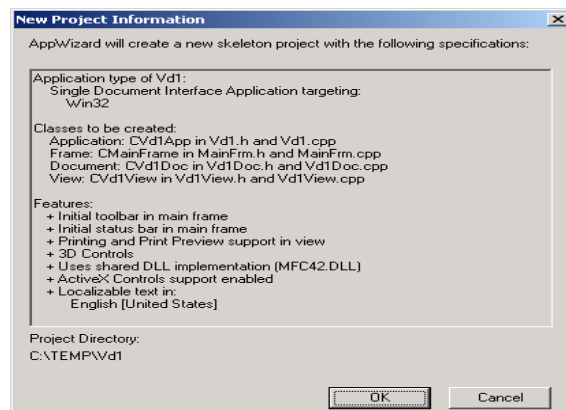 New Project Information
AppWizard will create a new skeleton project with the following specifications:
Application type of Vd1:
Single Document Interface Application targeting:
Win32
Classes to be created:
Application: CVd1App in Vd1.h and Vd1.cpp
Frame: CMainFrame in MainFrm.h and MainFrm.cpp
Document: CVd1Doc in Vd1Doc.h and Vd1Doc.cpp
View: CVd1View in Vd1View.h and Vd1View.cpp
Features:
+ Initial toolbar in main frame
+ Initial status bar in main frame
+ Printing and Print Preview support in view
+ 3D Controls
+ Uses shared DLL implementation (MFC42.DLL)
+ ActiveX Controls support enabled
+ Localizable text in:
English [United States]
Project Directory:
C:\TEMP\Vd1
OK Cancel